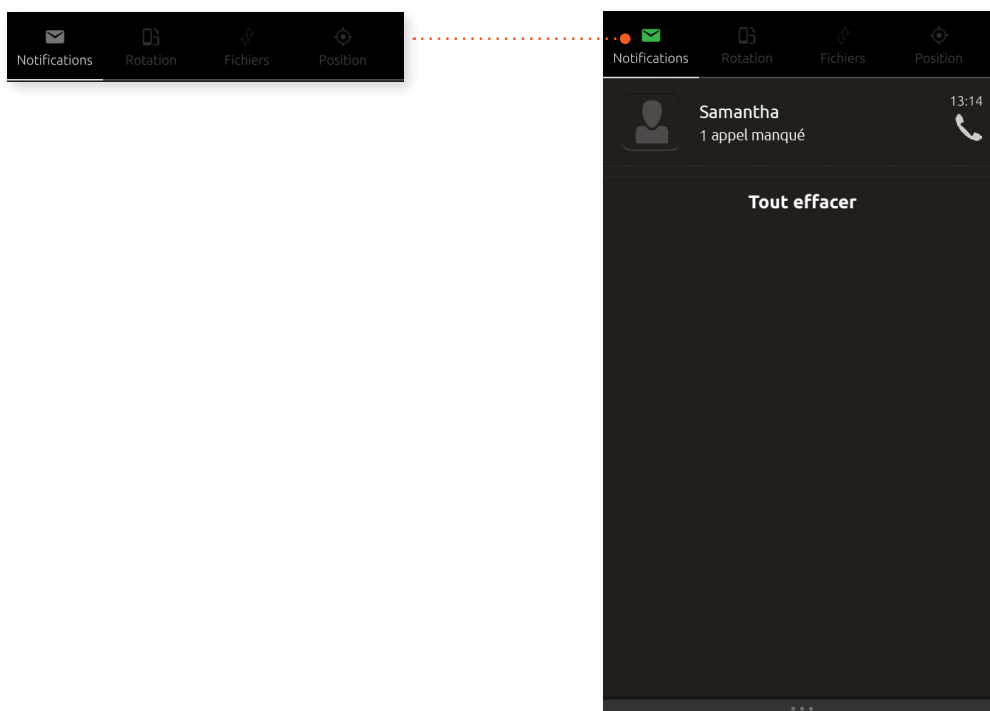 Notifications Rotation Fichiers Position
Notifications Rotation Fichiers Position
Samantha 13:14
1 appel manqué
Tout effacer